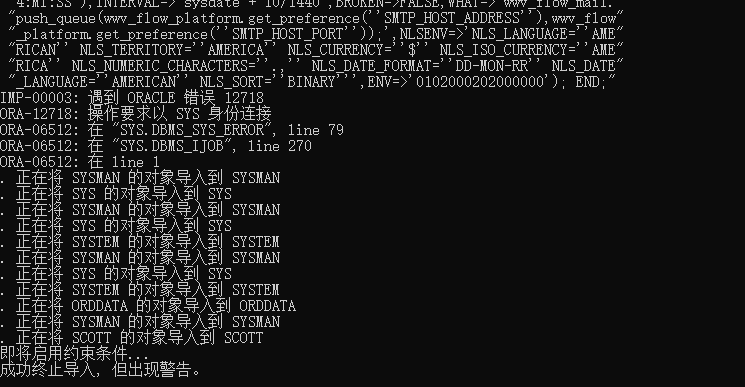 "4:MI:SS'),INTERVAL=>'sysdate + 10/1440',BROKEN=>FALSE,WHAT=>'wwv_flow_mail."
"push_queue(wwv_flow_platform.get_preference(''SMTP_HOST_ADDRESS''),wwv_flow"
"_platform.get_preference(''SMTP_HOST_PORT''));',NLSENV=>'NLS_LANGUAGE=''AME"
"RICAN'' NLS_TERRITORY=''AMERICA'' NLS_CURRENCY=''$'' NLS_ISO_CURRENCY=''AME"
"RICA'' NLS_NUMERIC_CHARACTERS=''.,'' NLS_DATE_FORMAT=''DD-MON-RR'' NLS_DATE"
"_LANGUAGE=''AMERICAN'' NLS_SORT=''BINARY''',ENV=>'0102000202000000'); END;"
IMP-00003: 遇到 ORACLE 错误 12718
ORA-12718: 操作要求以 SYS 身份连接
ORA-06512: 在 "SYS.DBMS_SYS_ERROR", line 79
ORA-06512: 在 "SYS.DBMS_IJOB", line 270
ORA-06512: 在 line 1
. 正在将 SYSMAN 的对象导入到 SYSMAN
. 正在将 SYS 的对象导入到 SYS
. 正在将 SYSMAN 的对象导入到 SYSMAN
. 正在将 SYS 的对象导入到 SYS
. 正在将 SYSTEM 的对象导入到 SYSTEM
. 正在将 SYSMAN 的对象导入到 SYSMAN
. 正在将 SYS 的对象导入到 SYS
. 正在将 SYSTEM 的对象导入到 SYSTEM
. 正在将 ORDDATA 的对象导入到 ORDDATA
. 正在将 SYSMAN 的对象导入到 SYSMAN
. 正在将 SCOTT 的对象导入到 SCOTT
即将启用约束条件...
成功终止导入, 但出现警告。